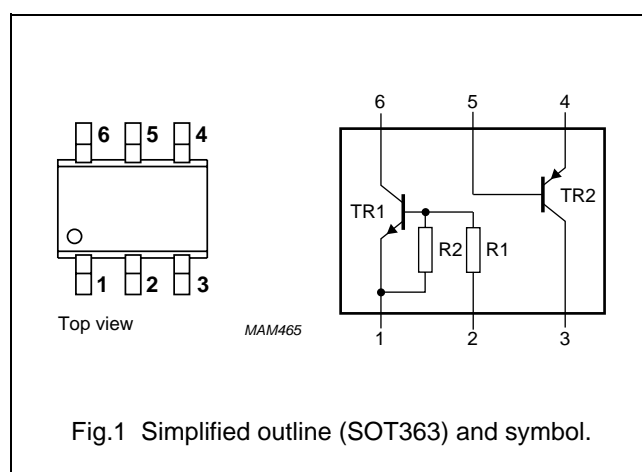 6 5 4
6 5 4
TR1
TR2
R2 R1
1 2 3
Top view
MAM465
1 2 3
Fig.1 Simplified outline (SOT363) and symbol.